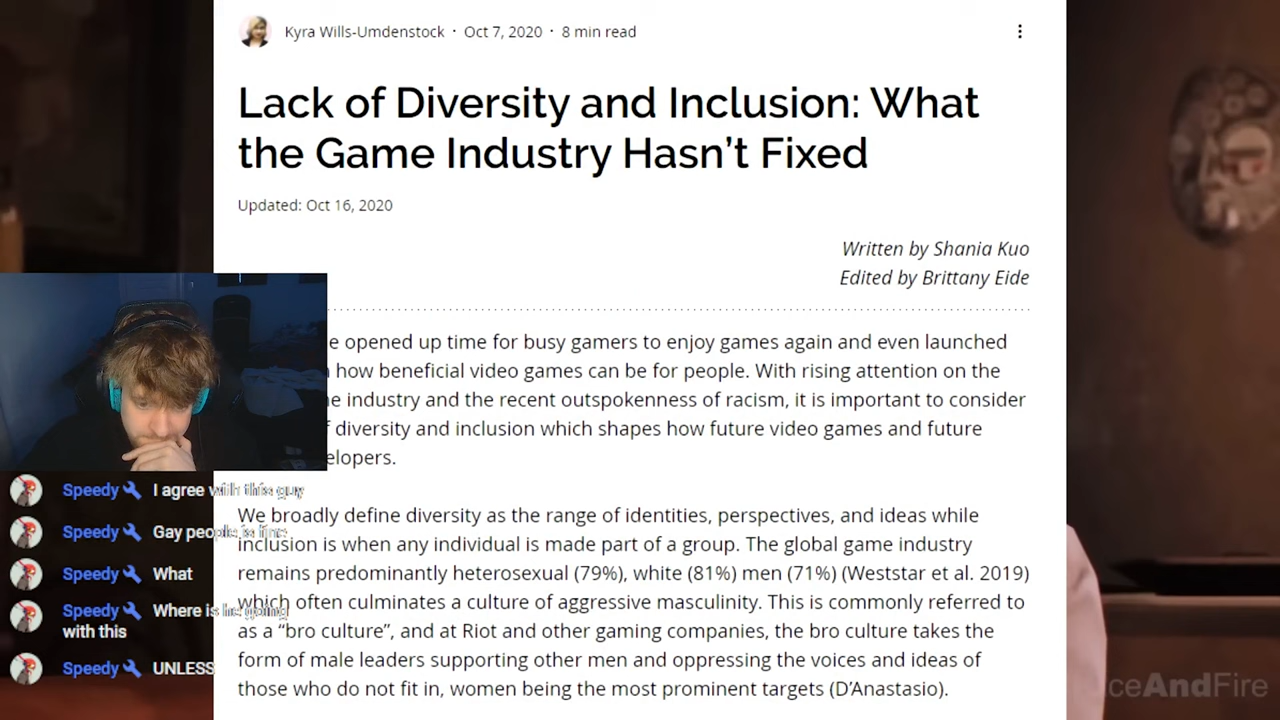 Kyra Wills-Umdenstock · Oct 7, 2020 · 8 min read
Lack of Diversity and Inclusion: What
the Game Industry Hasn't Fixed
Updated: Oct 16, 2020
Written by Shania Kuo
Edited by Brittany Eide
opened up time for busy gamers to enjoy games again and even launched
how beneficial video games can be for people. With rising attention on the
industry and the recent outspokenness of racism, it is important to consider
diversity and inclusion which shapes how future video games and future
We broadly define diversity as the range of identities, perspectives, and ideas while
inclusion is when any individual is made part of a group. The global game industry
remains predominantly heterosexual (79%), white (81%) men (71%) (Weststar et al. 2019)
which often culminates a culture of aggressive masculinity. This is commonly referred to
as a “bro culture”, and at Riot and other gaming companies, the bro culture takes the
form of male leaders supporting other men and oppressing the voices and ideas of
those who do not fit in, women being the most prominent targets (D’Anastasio).
Speedy I agree with this guy
Speedy Gay people is fine
Speedy What
Speedy Where is he going
with this
Speedy UNLESS
AndFire